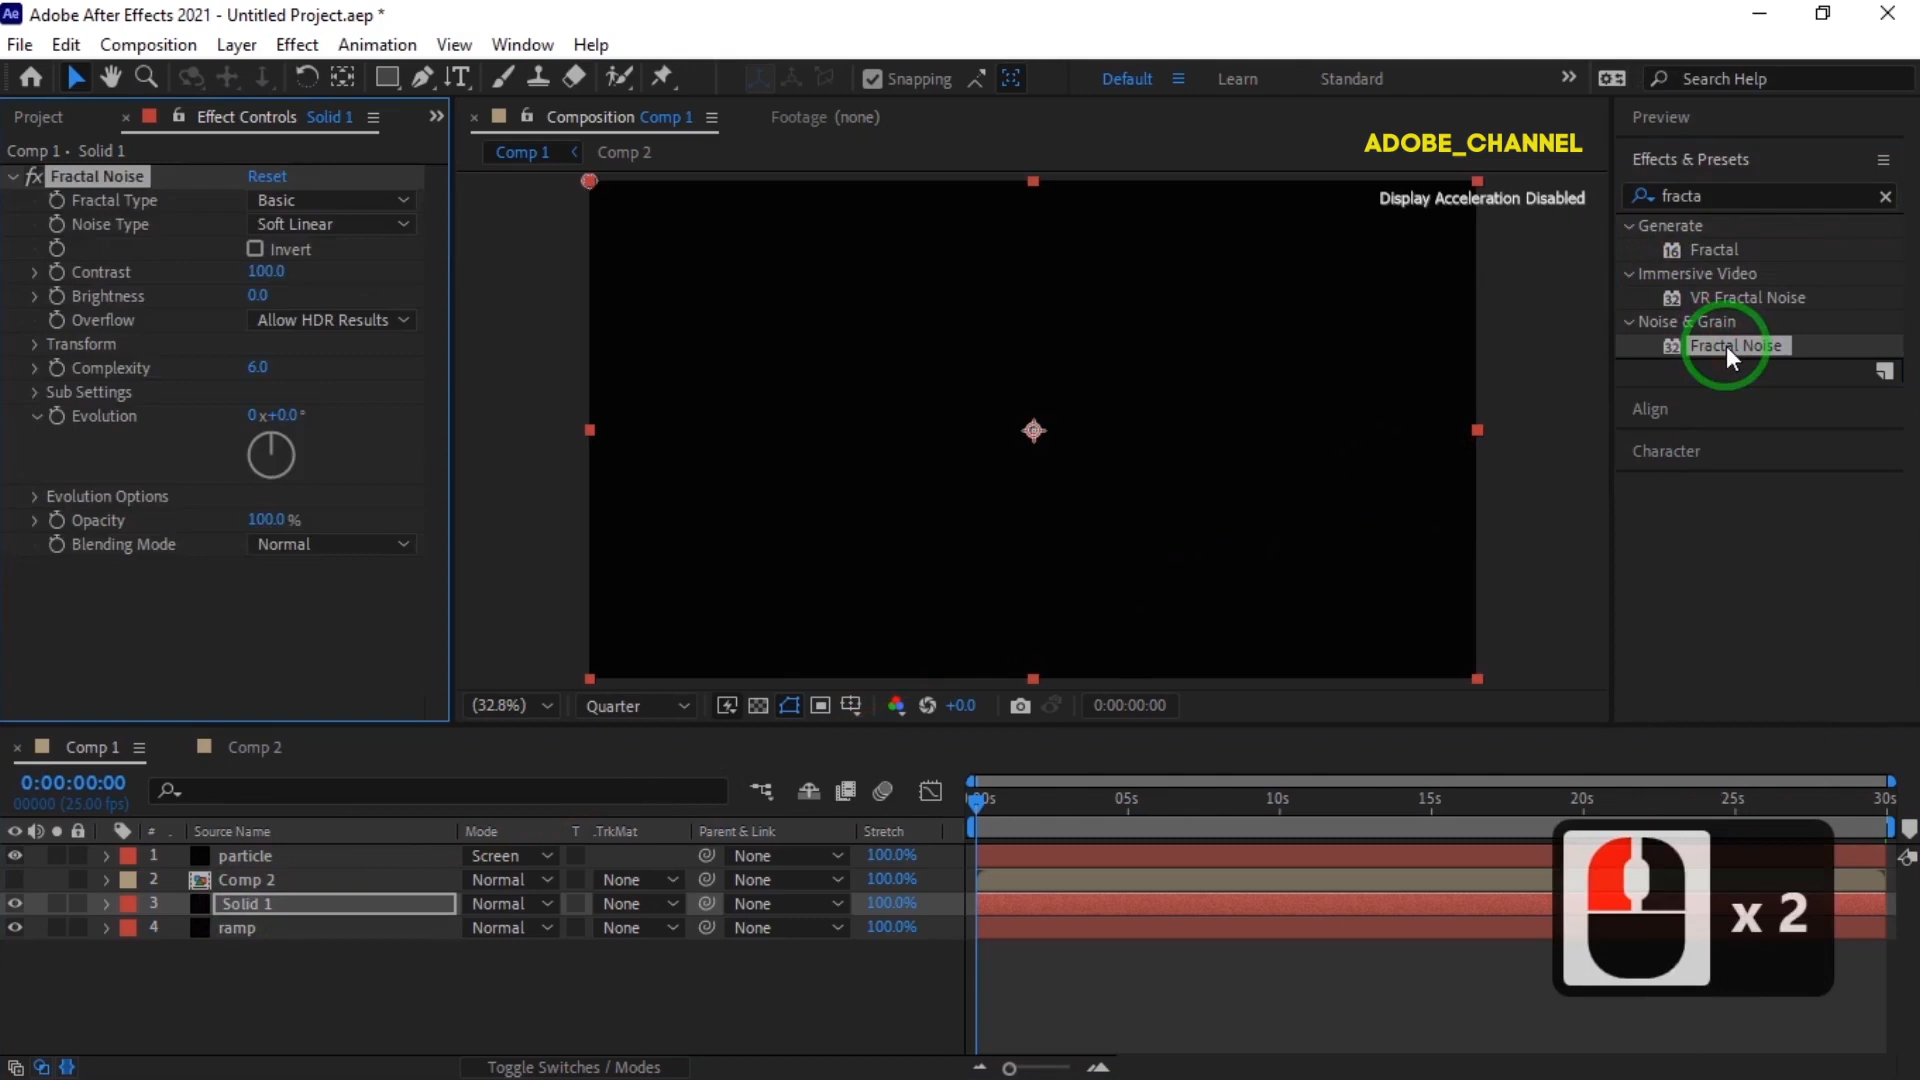 Ae Adobe After Effects 2021 - Untitled Project.aep *
File Edit Composition Layer Effect Animation View Window Help
Snapping Default Learn Standard Search Help
Project Effect Controls Solid 1 Composition Comp 1 Footage (none) Preview
Comp 1 • Solid 1
Comp 1 Comp 2
ADOBE_CHANNEL
Effects & Presets
Display Acceleration Disabled
fracta
fx Fractal Noise Reset
Fractal Type Basic
Noise Type Soft Linear
Invert
Contrast 100.0
Brightness 0.0
Overflow Allow HDR Results
Transform
Complexity 6.0
Sub Settings
Evolution 0 x+0.0 °
Evolution Options
Opacity 100.0 %
Blending Mode Normal
Generate
16 Fractal
Immersive Video
32 VR Fractal Noise
Noise & Grain
32 Fractal Noise
Align
Character
(32.8%) Quarter +0.0 0:00:00:00
Comp 1 Comp 2
0:00:00:00
00000 (25.00 fps)
05s 10s 15s 20s 25s 30s
# Source Name Mode T .TrkMat Parent & Link Stretch
1 particle Screen None 100.0%
2 Comp 2 Normal None None 100.0%
3 Solid 1 Normal None None 100.0%
4 ramp Normal None None 100.0%
x 2
Toggle Switches / Modes